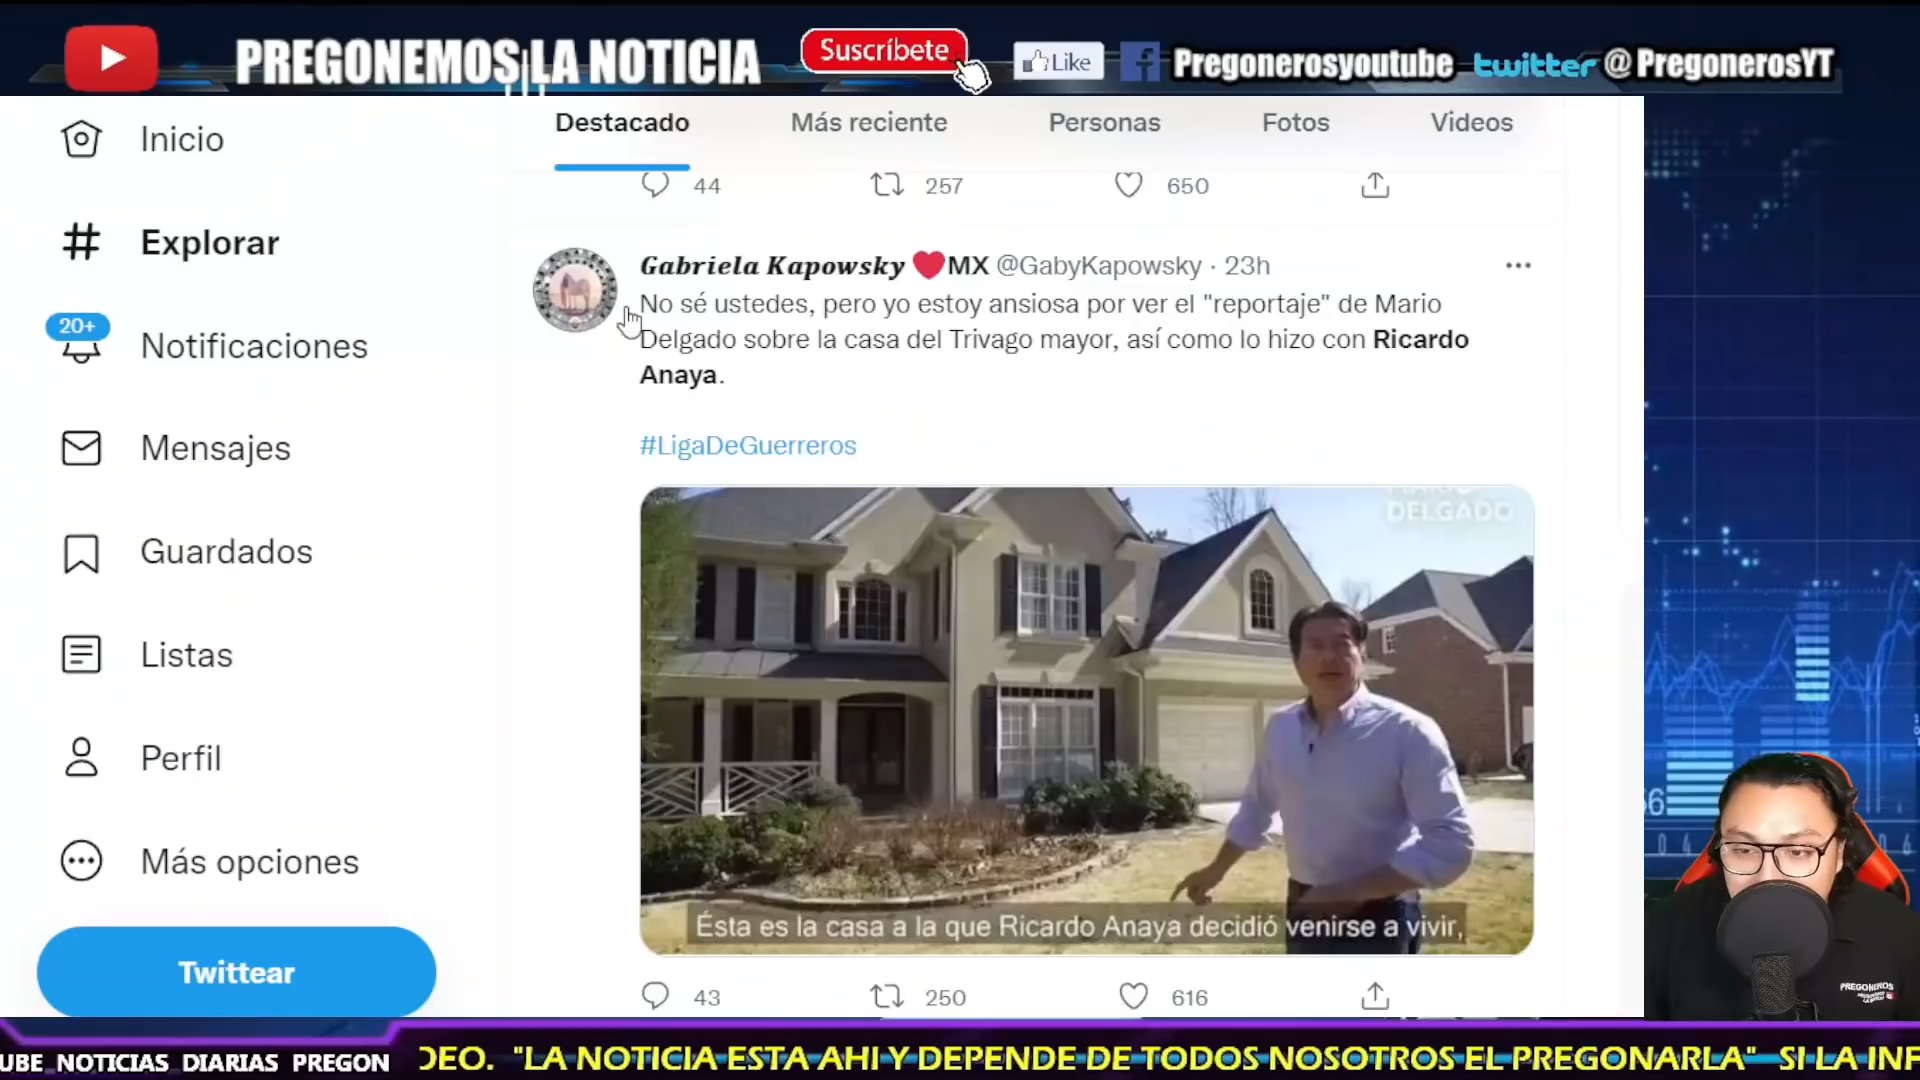 PREGONEMOS LA NOTICIA
Suscríbete
Like
Pregonerosyoutube
twitter @PregonerosYT
Inicio
Explorar
20+
Notificaciones
Mensajes
Guardados
Listas
Perfil
Más opciones
Twittear
Destacado Más reciente Personas Fotos Videos
44 257 650
Gabriela Kapowsky ❤️MX @GabyKapowsky · 23h
No sé ustedes, pero yo estoy ansiosa por ver el "reportaje" de Mario
Delgado sobre la casa del Trivago mayor, así como lo hizo con Ricardo
Anaya.
#LigaDeGuerreros
DELGADO
Ésta es la casa a la que Ricardo Anaya decidió venirse a vivir,
43 250 616
PREGONEROS
UBE NOTICIAS DIARIAS PREGON
DEO. "LA NOTICIA ESTA AHI Y DEPENDE DE TODOS NOSOTROS EL PREGONARLA" SI LA INF